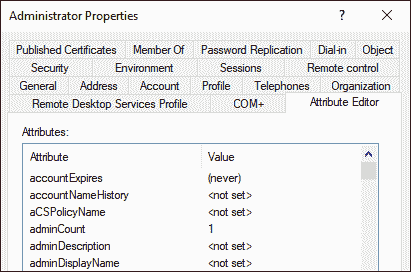 Administrator Properties ? ×
Published Certificates Member Of Password Replication Dial-in Object
Security Environment Sessions Remote control
General Address Account Profile Telephones Organization
Remote Desktop Services Profile COM+ Attribute Editor
Attributes:
Attribute Value
accountExpires (never)
accountNameHistory <not set>
aCSPolicyName <not set>
adminCount 1
adminDescription <not set>
adminDisplayName <not set>